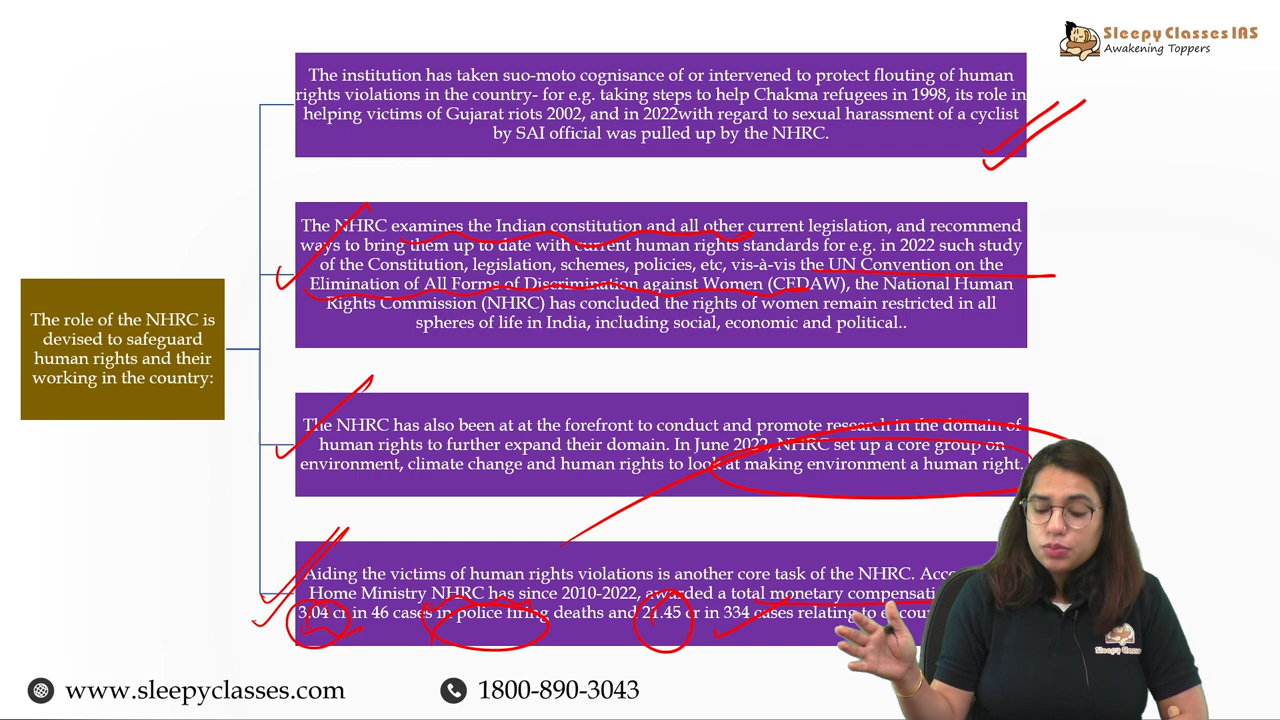 Sleepy Classes IAS
Awakening Toppers
The institution has taken suo-moto cognisance of or intervened to protect flouting of human
rights violations in the country- for e.g. taking steps to help Chakma refugees in 1998, its role in
helping victims of Gujarat riots 2002, and in 2022with regard to sexual harassment of a cyclist
by SAI official was pulled up by the NHRC.
The NHRC examines the Indian constitution and all other current legislation, and recommend
ways to bring them up to date with current human rights standards for e.g. in 2022 such study
of the Constitution, legislation, schemes, policies, etc, vis-à-vis the UN Convention on the
Elimination of All Forms of Discrimination against Women (CEDAW), the National Human
Rights Commission (NHRC) has concluded the rights of women remain restricted in all
spheres of life in India, including social, economic and political..
The role of the NHRC is
devised to safeguard
human rights and their
working in the country:
The NHRC has also been at at the forefront to conduct and promote research in the domain of
human rights to further expand their domain. In June 2022, NHRC set up a core group on
environment, climate change and human rights to look at making environment a human right.
Aiding the victims of human rights violations is another core task of the NHRC.
Home Ministry NHRC has since 2010-2022, awarded a total monetary
3.04 cr in 46 cases in police firing deaths and 21.45 cr in 334 cases relating to
Sleepy Classes
www.sleepyclasses.com
1800-890-3043